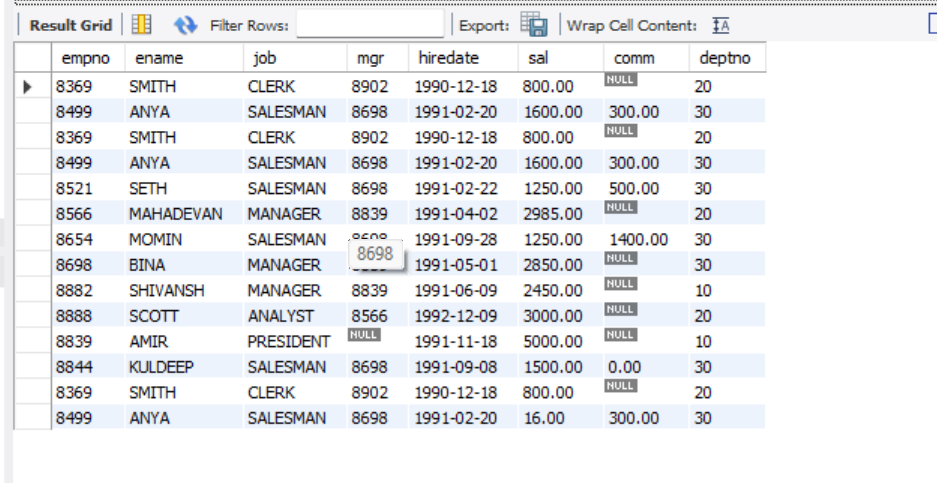 Result Grid Filter Rows: Export: Wrap Cell Content: IA
empno ename job mgr hiredate sal comm deptno
8369 SMITH CLERK 8902 1990-12-18 800.00 NULL 20
8499 ANYA SALESMAN 8698 1991-02-20 1600.00 300.00 30
8369 SMITH CLERK 8902 1990-12-18 800.00 NULL 20
8499 ANYA SALESMAN 8698 1991-02-20 1600.00 300.00 30
8521 SETH SALESMAN 8698 1991-02-22 1250.00 500.00 30
8566 MAHADEVAN MANAGER 8839 1991-04-02 2985.00 NULL 20
8654 MOMIN SALESMAN 8698 1991-09-28 1250.00 1400.00 30
8698
8698 BINA MANAGER 1991-05-01 2850.00 NULL 30
8882 SHIVANSH MANAGER 8839 1991-06-09 2450.00 NULL 10
8888 SCOTT ANALYST 8566 1992-12-09 3000.00 NULL 20
8839 AMIR PRESIDENT NULL 1991-11-18 5000.00 NULL 10
8844 KULDEEP SALESMAN 8698 1991-09-08 1500.00 0.00 30
8369 SMITH CLERK 8902 1990-12-18 800.00 NULL 20
8499 ANYA SALESMAN 8698 1991-02-20 16.00 300.00 30